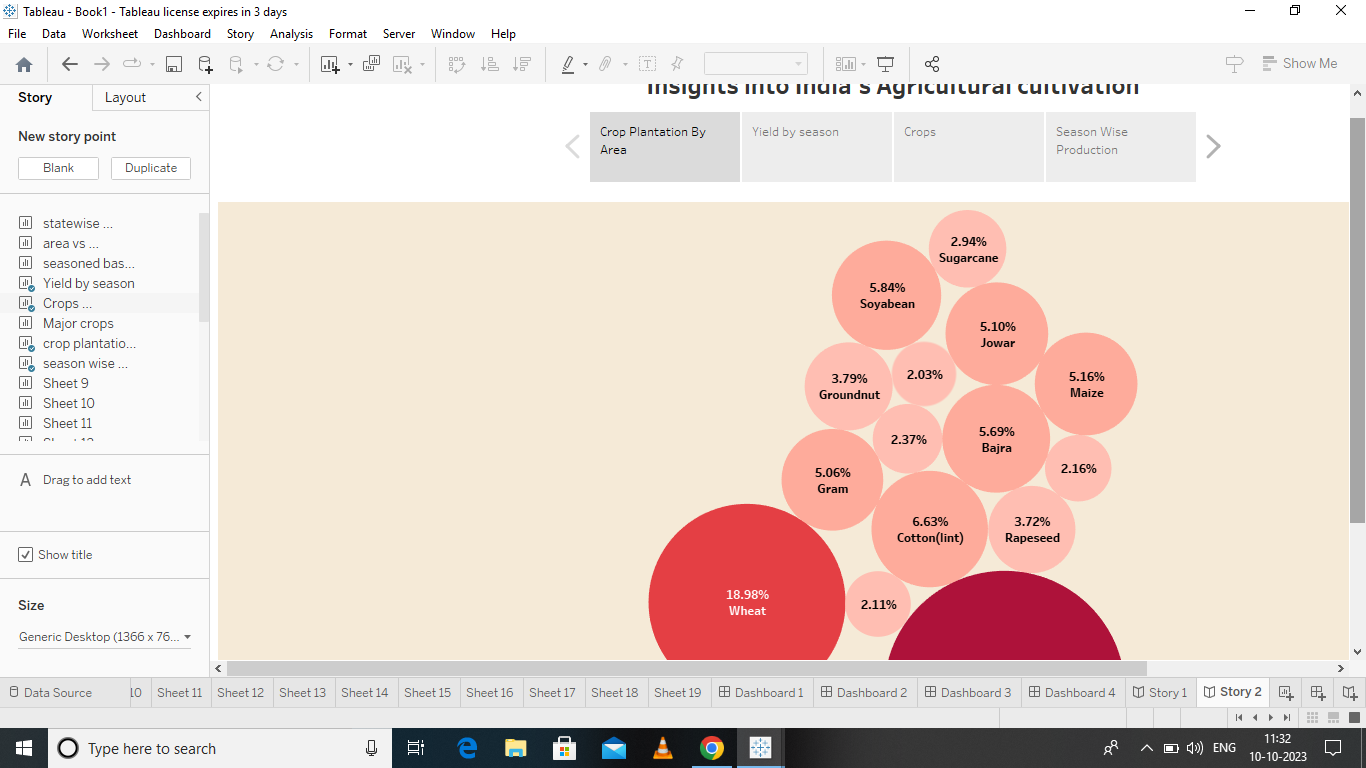 Tableau - Book1 - Tableau license expires in 3 days
File Data Worksheet Dashboard Story Analysis Format Server Window Help
Show Me
Story Layout
New story point
Blank Duplicate
statewise ...
area vs ...
seasoned bas...
Yield by season
Crops ...
Major crops
crop plantatio...
season wise ...
Sheet 9
Sheet 10
Sheet 11
A Drag to add text
Show title
Size
Generic Desktop (1366 x 76...
Insights into India's Agricultural cultivation
Crop Plantation By
Area
Yield by season
Crops
Season Wise
Production
2.94%
Sugarcane
5.84%
Soyabean
5.10%
Jowar
3.79%
Groundnut
2.03%
5.16%
Maize
2.37%
5.69%
Bajra
5.06%
Gram
2.16%
6.63%
Cotton(lint)
3.72%
Rapeseed
18.98%
Wheat
2.11%
Data Source 10 Sheet 11 Sheet 12 Sheet 13 Sheet 14 Sheet 15 Sheet 16 Sheet 17 Sheet 18 Sheet 19 Dashboard 1 Dashboard 2 Dashboard 3 Dashboard 4 Story 1 Story 2
Type here to search
ENG
11:32
10-10-2023